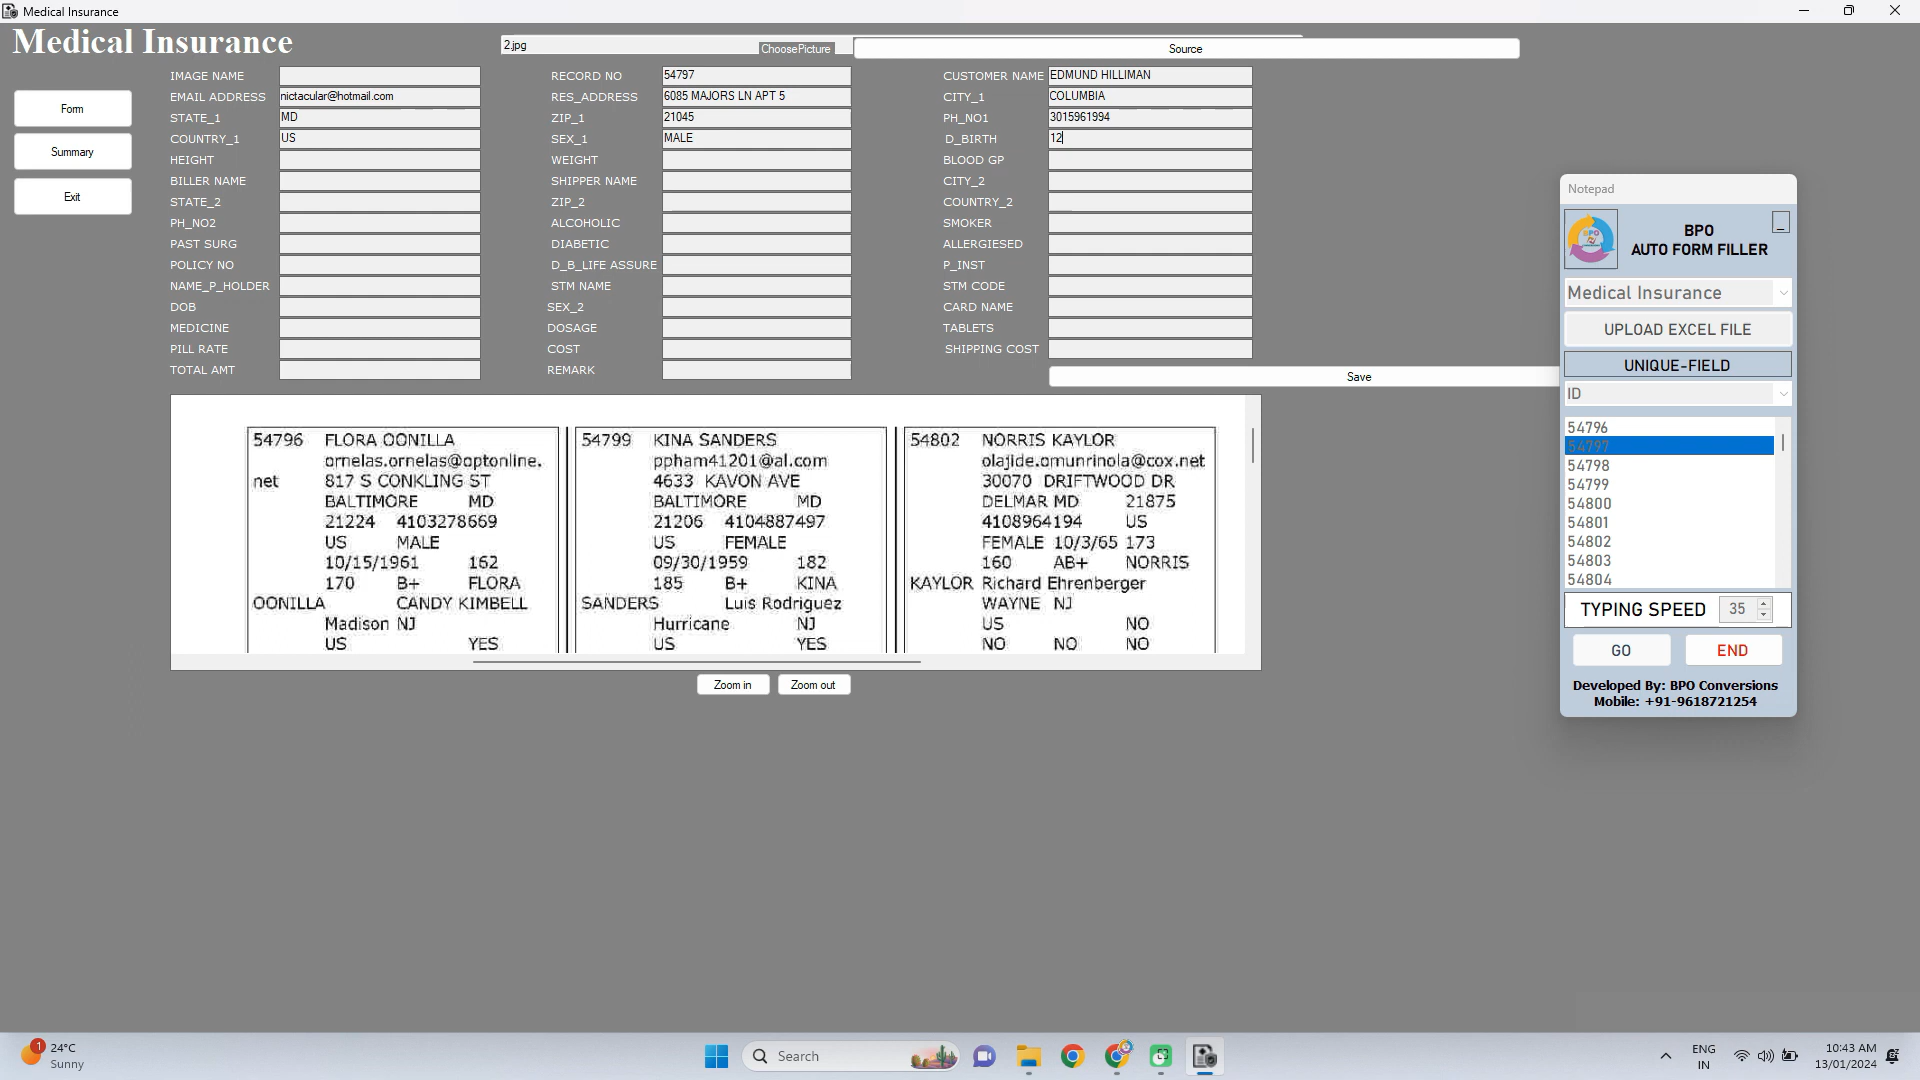 Medical Insurance
Medical Insurance
2.jpg ChoosePicture Source
IMAGE NAME RECORD NO 54797 CUSTOMER NAME EDMUND HILLIMAN
EMAIL ADDRESS nictacular@hotmail.com RES_ADDRESS 6085 MAJORS LN APT 5 CITY_1 COLUMBIA
STATE_1 MD ZIP_1 21045 PH_NO1 3015961994
COUNTRY_1 US SEX_1 MALE D_BIRTH 12
HEIGHT WEIGHT BLOOD GP
BILLER NAME SHIPPER NAME CITY_2
STATE_2 ZIP_2 COUNTRY_2
PH_NO2 ALCOHOLIC SMOKER
PAST SURG DIABETIC ALLERGIESED
POLICY NO D_B_LIFE ASSURE P_INST
NAME_P_HOLDER STM NAME STM CODE
DOB SEX_2 CARD NAME
MEDICINE DOSAGE TABLETS
PILL RATE COST SHIPPING COST
TOTAL AMT REMARK
Save
Form
Summary
Exit
54796 FLORA OONILLA
ornelas.ornelas@optonline.
net 817 S CONKLING ST
BALTIMORE MD
21224 4103278669
US MALE
10/15/1961 162
170 B+ FLORA
OONILLA CANDY KIMBELL
Madison NJ
US YES
54799 KINA SANDERS
ppham41201@al.com
4633 KAVON AVE
BALTIMORE MD
21206 4104887497
US FEMALE
09/30/1959 182
185 B+ KINA
SANDERS Luis Rodriguez
Hurricane NJ
US YES
54802 NORRIS KAYLOR
olajide.omunrinola@cox.net
30070 DRIFTWOOD DR
DELMAR MD 21875
4108964194 US
FEMALE 10/3/65 173
160 AB+ NORRIS
KAYLOR Richard Ehrenberger
WAYNE NJ
US NO
NO NO NO
Zoom in Zoom out
Notepad
BPO
AUTO FORM FILLER
Medical Insurance
UPLOAD EXCEL FILE
UNIQUE-FIELD
ID
54796
54797
54798
54799
54800
54801
54802
54803
54804
TYPING SPEED 35
GO END
Developed By: BPO Conversions
Mobile: +91-9618721254
1
24°C
Sunny
Search
ENG
IN
10:43 AM
13/01/2024